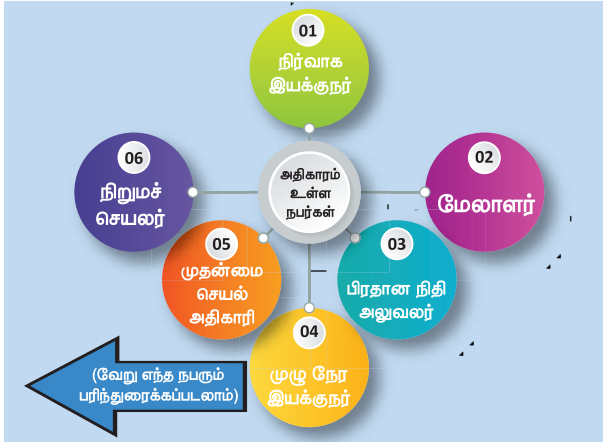 01
நிர்வாக
இயக்குநர்
02
மேலாளர்
03
பிரதான நிதி
அலுவலர்
04
முழு நேர
இயக்குநர்
05
முதன்மை
செயல்
அதிகாரி
06
நிறுமச்
செயலர்
அதிகாரம்
உள்ள
நபர்கள்
(வேறு எந்த நபரும்
பரிந்துரைக்கப்படலாம்)